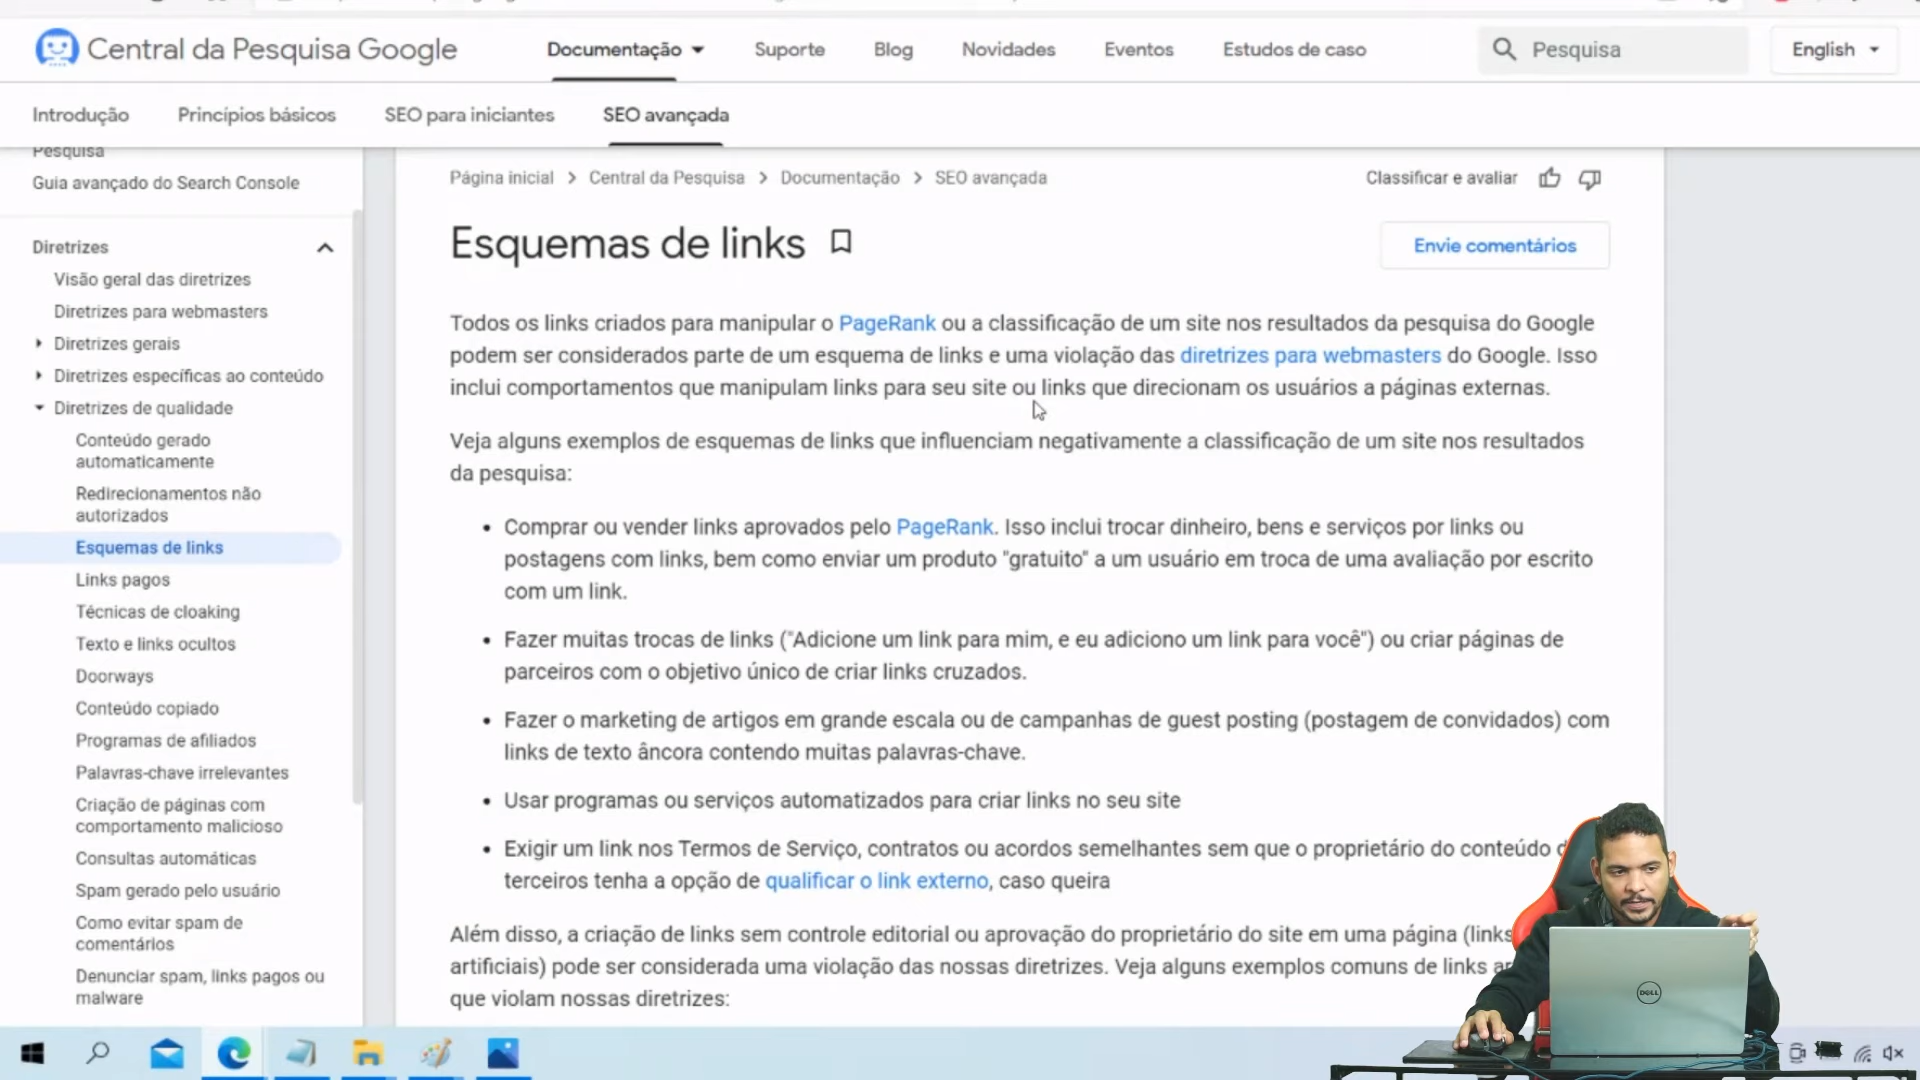 Central da Pesquisa Google
Documentação
Suporte
Blog
Novidades
Eventos
Estudos de caso
Pesquisa
English
Introdução
Princípios básicos
SEO para iniciantes
SEO avançada
Pesquisa
Guia avançado do Search Console
Diretrizes
Visão geral das diretrizes
Diretrizes para webmasters
Diretrizes gerais
Diretrizes específicas ao conteúdo
Diretrizes de qualidade
Conteúdo gerado
automaticamente
Redirecionamentos não
autorizados
Esquemas de links
Links pagos
Técnicas de cloaking
Texto e links ocultos
Doorways
Conteúdo copiado
Programas de afiliados
Palavras-chave irrelevantes
Criação de páginas com
comportamento malicioso
Consultas automáticas
Spam gerado pelo usuário
Como evitar spam de
comentários
Denunciar spam, links pagos ou
malware
Página inicial > Central da Pesquisa > Documentação > SEO avançada
Classificar e avaliar
Esquemas de links
Envie comentários
Todos os links criados para manipular o PageRank ou a classificação de um site nos resultados da pesquisa do Google
podem ser considerados parte de um esquema de links e uma violação das diretrizes para webmasters do Google. Isso
inclui comportamentos que manipulam links para seu site ou links que direcionam os usuários a páginas externas.
Veja alguns exemplos de esquemas de links que influenciam negativamente a classificação de um site nos resultados
da pesquisa:
• Comprar ou vender links aprovados pelo PageRank. Isso inclui trocar dinheiro, bens e serviços por links ou
postagens com links, bem como enviar um produto "gratuito" a um usuário em troca de uma avaliação por escrito
com um link.
• Fazer muitas trocas de links ("Adicione um link para mim, e eu adiciono um link para você") ou criar páginas de
parceiros com o objetivo único de criar links cruzados.
• Fazer o marketing de artigos em grande escala ou de campanhas de guest posting (postagem de convidados) com
links de texto âncora contendo muitas palavras-chave.
• Usar programas ou serviços automatizados para criar links no seu site
• Exigir um link nos Termos de Serviço, contratos ou acordos semelhantes sem que o proprietário do conteúdo
terceiros tenha a opção de qualificar o link externo, caso queira
Além disso, a criação de links sem controle editorial ou aprovação do proprietário do site em uma página (links
artificiais) pode ser considerada uma violação das nossas diretrizes. Veja alguns exemplos comuns de links
que violam nossas diretrizes:
DELL